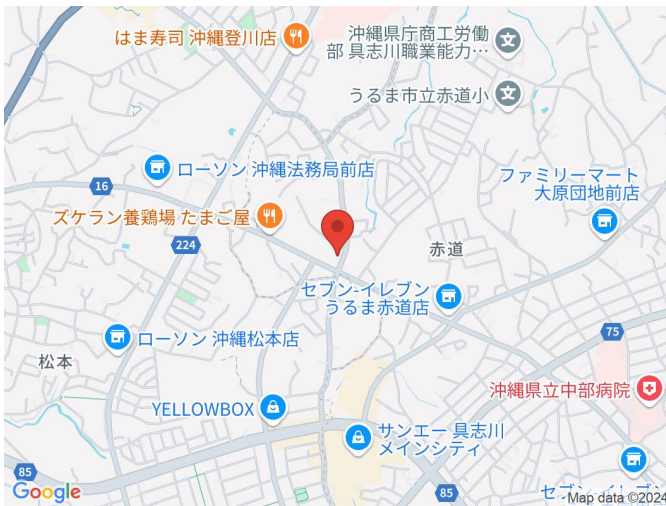 はま寿司 沖縄登川店
沖縄県庁商工労働
部 具志川職業能力…
うるま市立赤道小
ローソン 沖縄法務局前店
ファミリーマート
大原団地前店
16
ズケラン養鶏場 たまご屋
224
赤道
セブン-イレブン
うるま赤道店
ローソン 沖縄松本店
75
松本
沖縄県立中部病院
YELLOWBOX
サンエー 具志川
メインシティ
85
85
Google
Map data ©2024